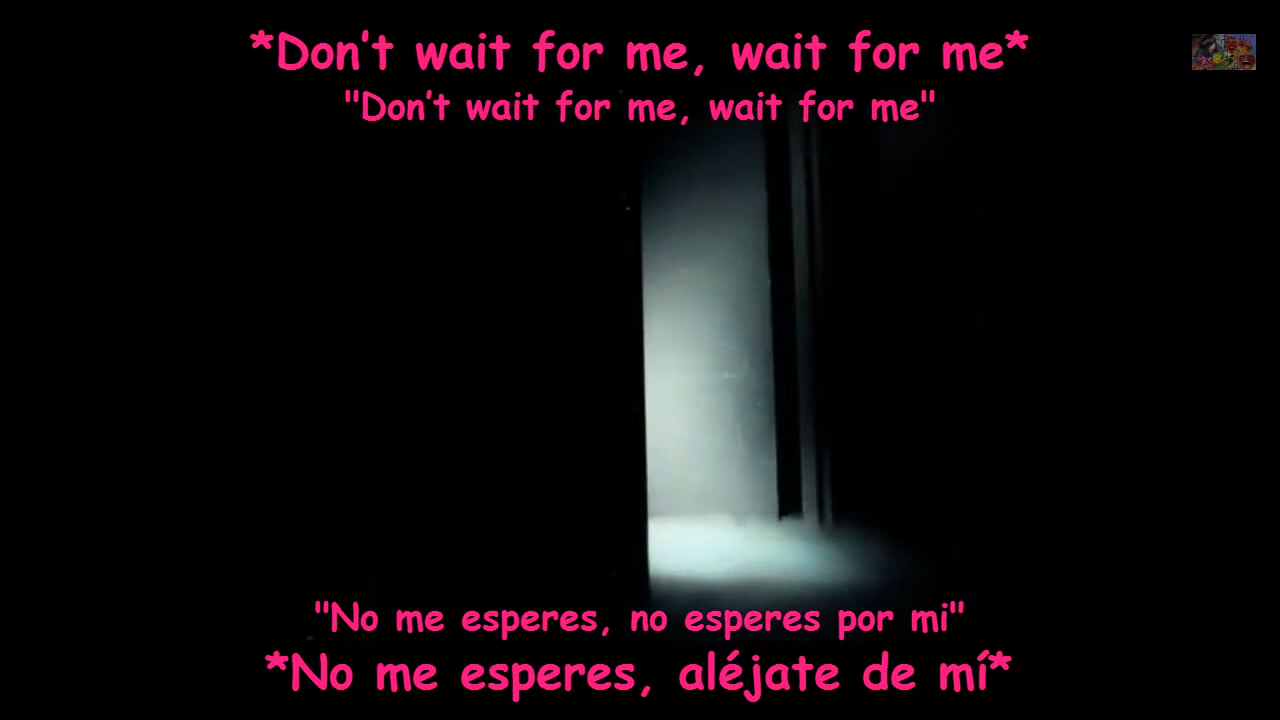 *Don't wait for me, wait for me*
"Don't wait for me, wait for me"
"No me esperes, no esperes por mi"
*No me esperes, aléjate de mí*